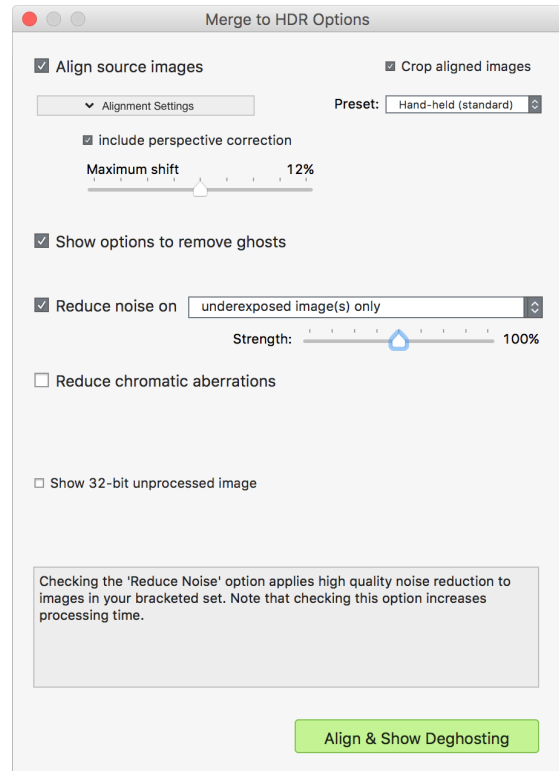 Merge to HDR Options
Align source images
Crop aligned images
Alignment Settings
Preset: Hand-held (standard)
include perspective correction
Maximum shift 12%
Show options to remove ghosts
Reduce noise on underexposed image(s) only
Strength: 100%
Reduce chromatic aberrations
Show 32-bit unprocessed image
Checking the 'Reduce Noise' option applies high quality noise reduction to
images in your bracketed set. Note that checking this option increases
processing time.
Align & Show Deghosting